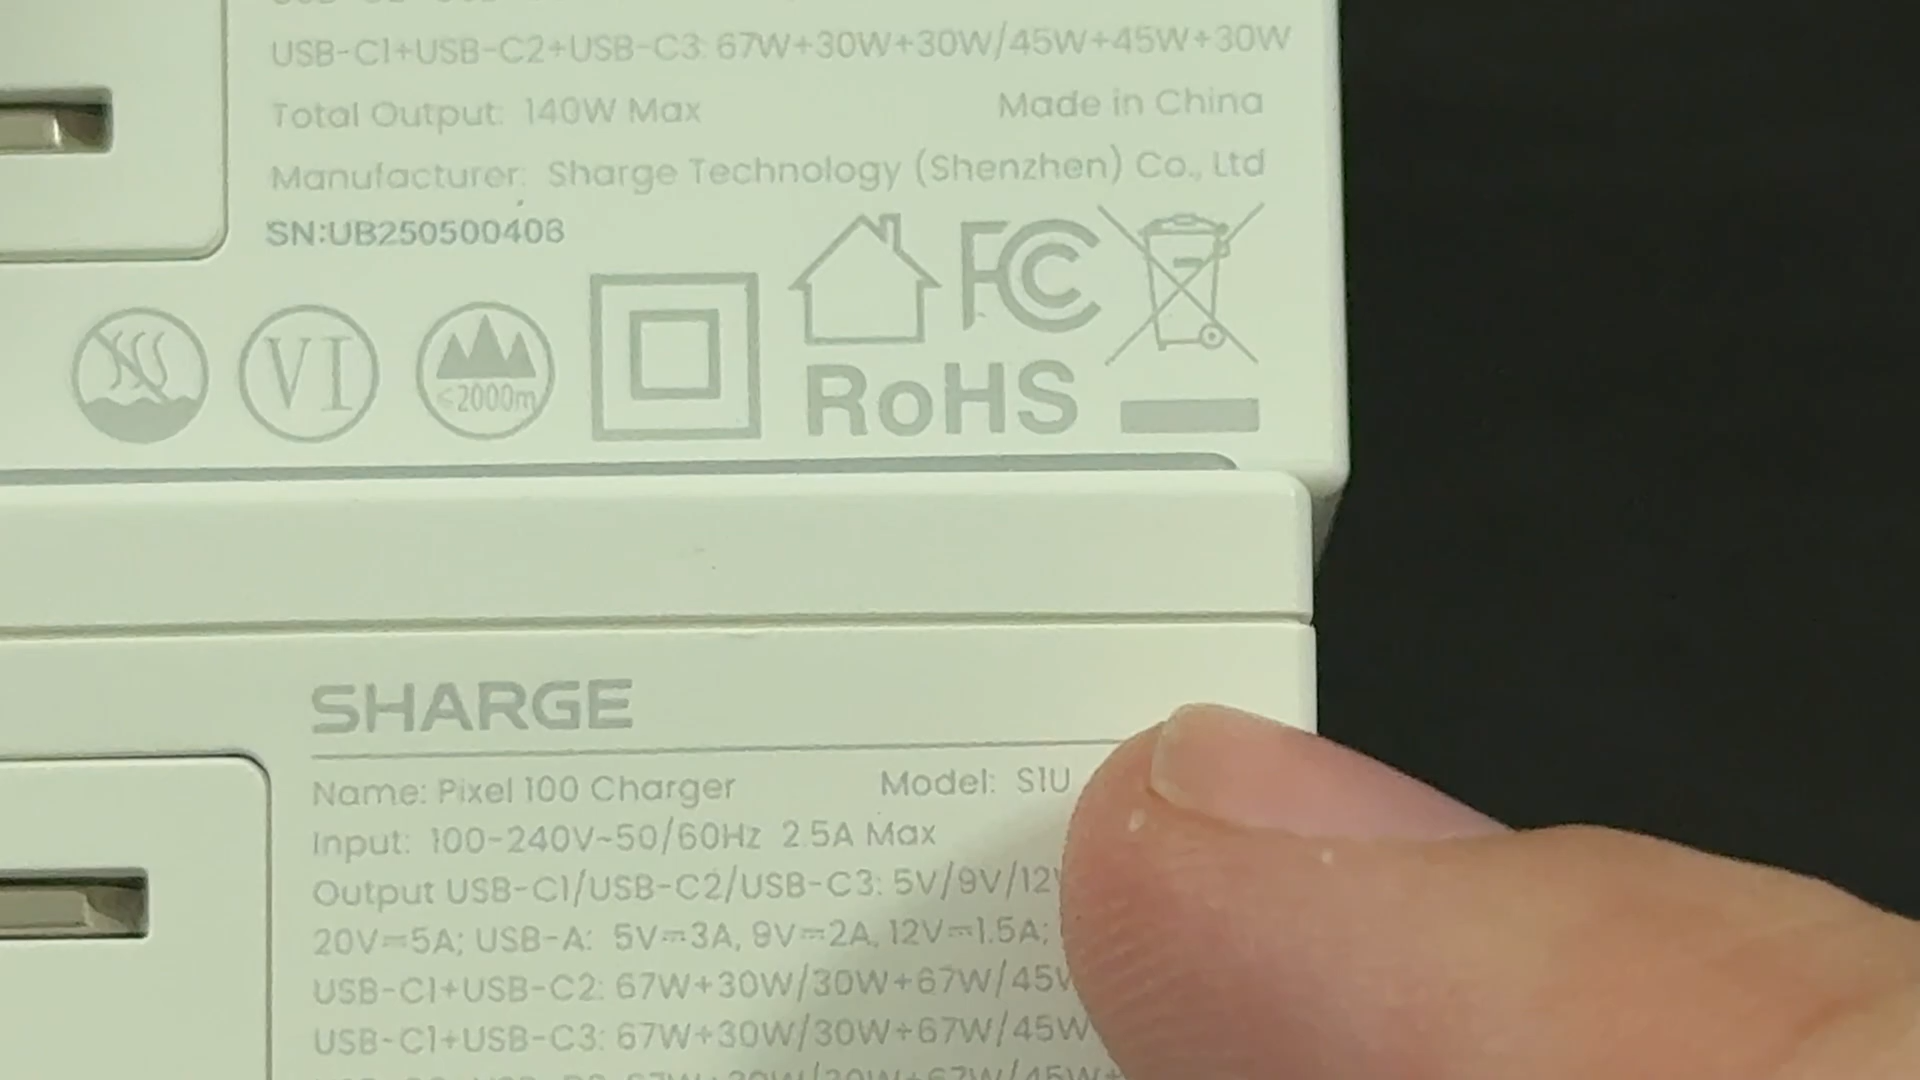 USB-C1+USB-C2+USB-C3: 67W+30W+30W/45W+45W+30W
Total Output: 140W Max
Made in China
Manufacturer: Sharge Technology (Shenzhen) Co., Ltd
SN:UB250500408
FC
VI
≤2000m
RoHS
SHARGE
Name: Pixel 100 Charger
Model: S1U
Input: 100-240V~50/60Hz 2.5A Max
Output USB-C1/USB-C2/USB-C3: 5V/9V/12V
20V⎓5A; USB-A: 5V⎓3A, 9V⎓2A, 12V⎓1.5A;
USB-C1+USB-C2: 67W+30W/30W+67W/45W
USB-C1+USB-C3: 67W+30W/30W+67W/45W